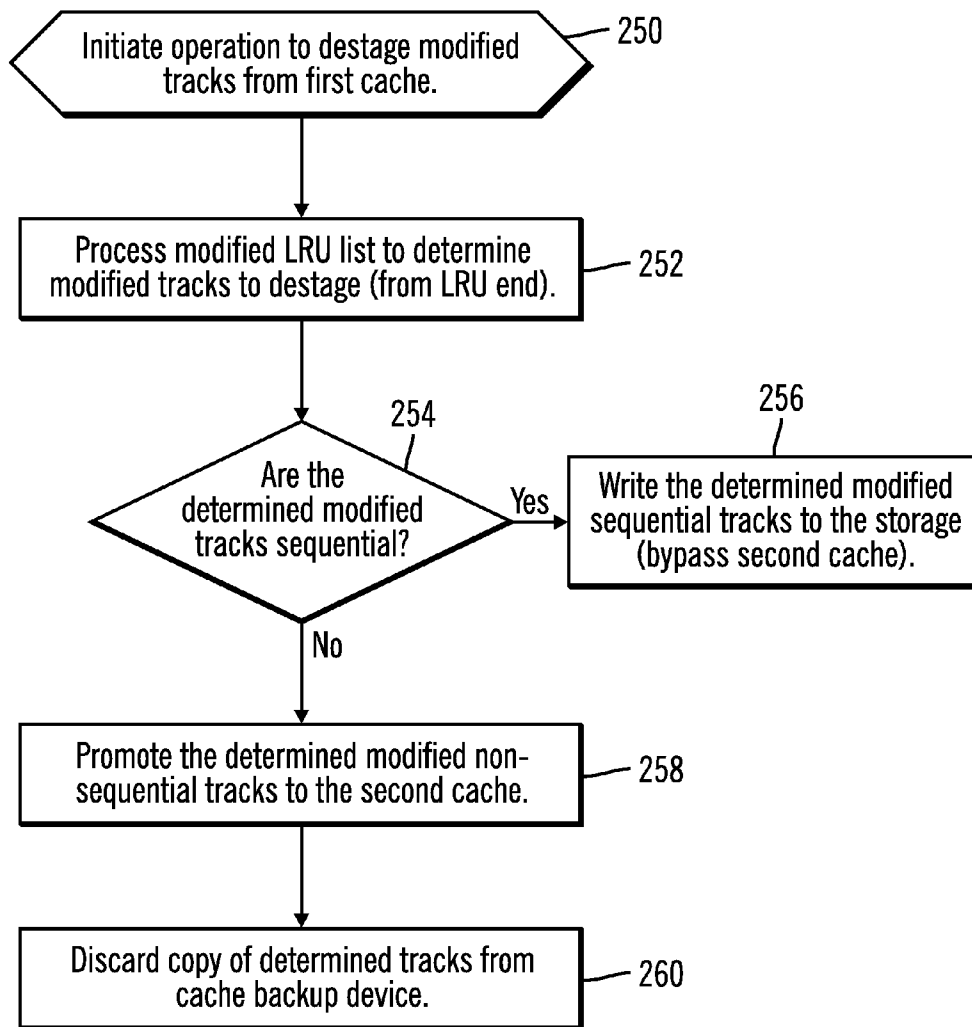 Initiate operation to destage modified
tracks from first cache.
250
Process modified LRU list to determine
modified tracks to destage (from LRU end).
252
254
Are the
determined modified
tracks sequential?
Yes
256
Write the determined modified
sequential tracks to the storage
(bypass second cache).
No
Promote the determined modified non-
sequential tracks to the second cache.
258
Discard copy of determined tracks from
cache backup device.
260